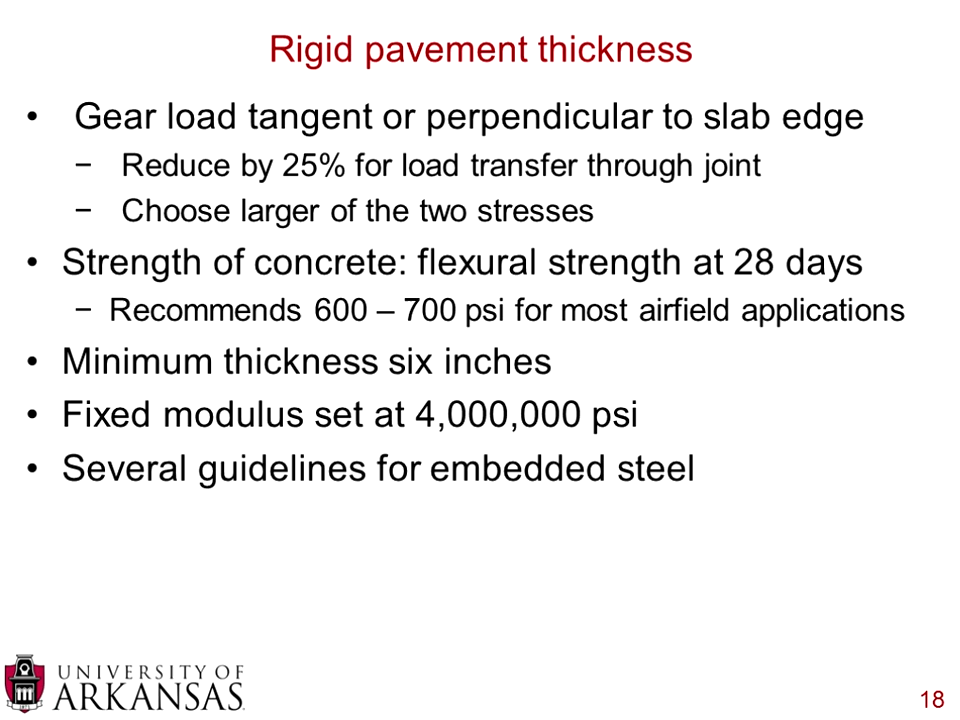 Rigid pavement thickness
• Gear load tangent or perpendicular to slab edge
− Reduce by 25% for load transfer through joint
− Choose larger of the two stresses
• Strength of concrete: flexural strength at 28 days
− Recommends 600 – 700 psi for most airfield applications
• Minimum thickness six inches
• Fixed modulus set at 4,000,000 psi
• Several guidelines for embedded steel
UNIVERSITY OF
ARKANSAS
18